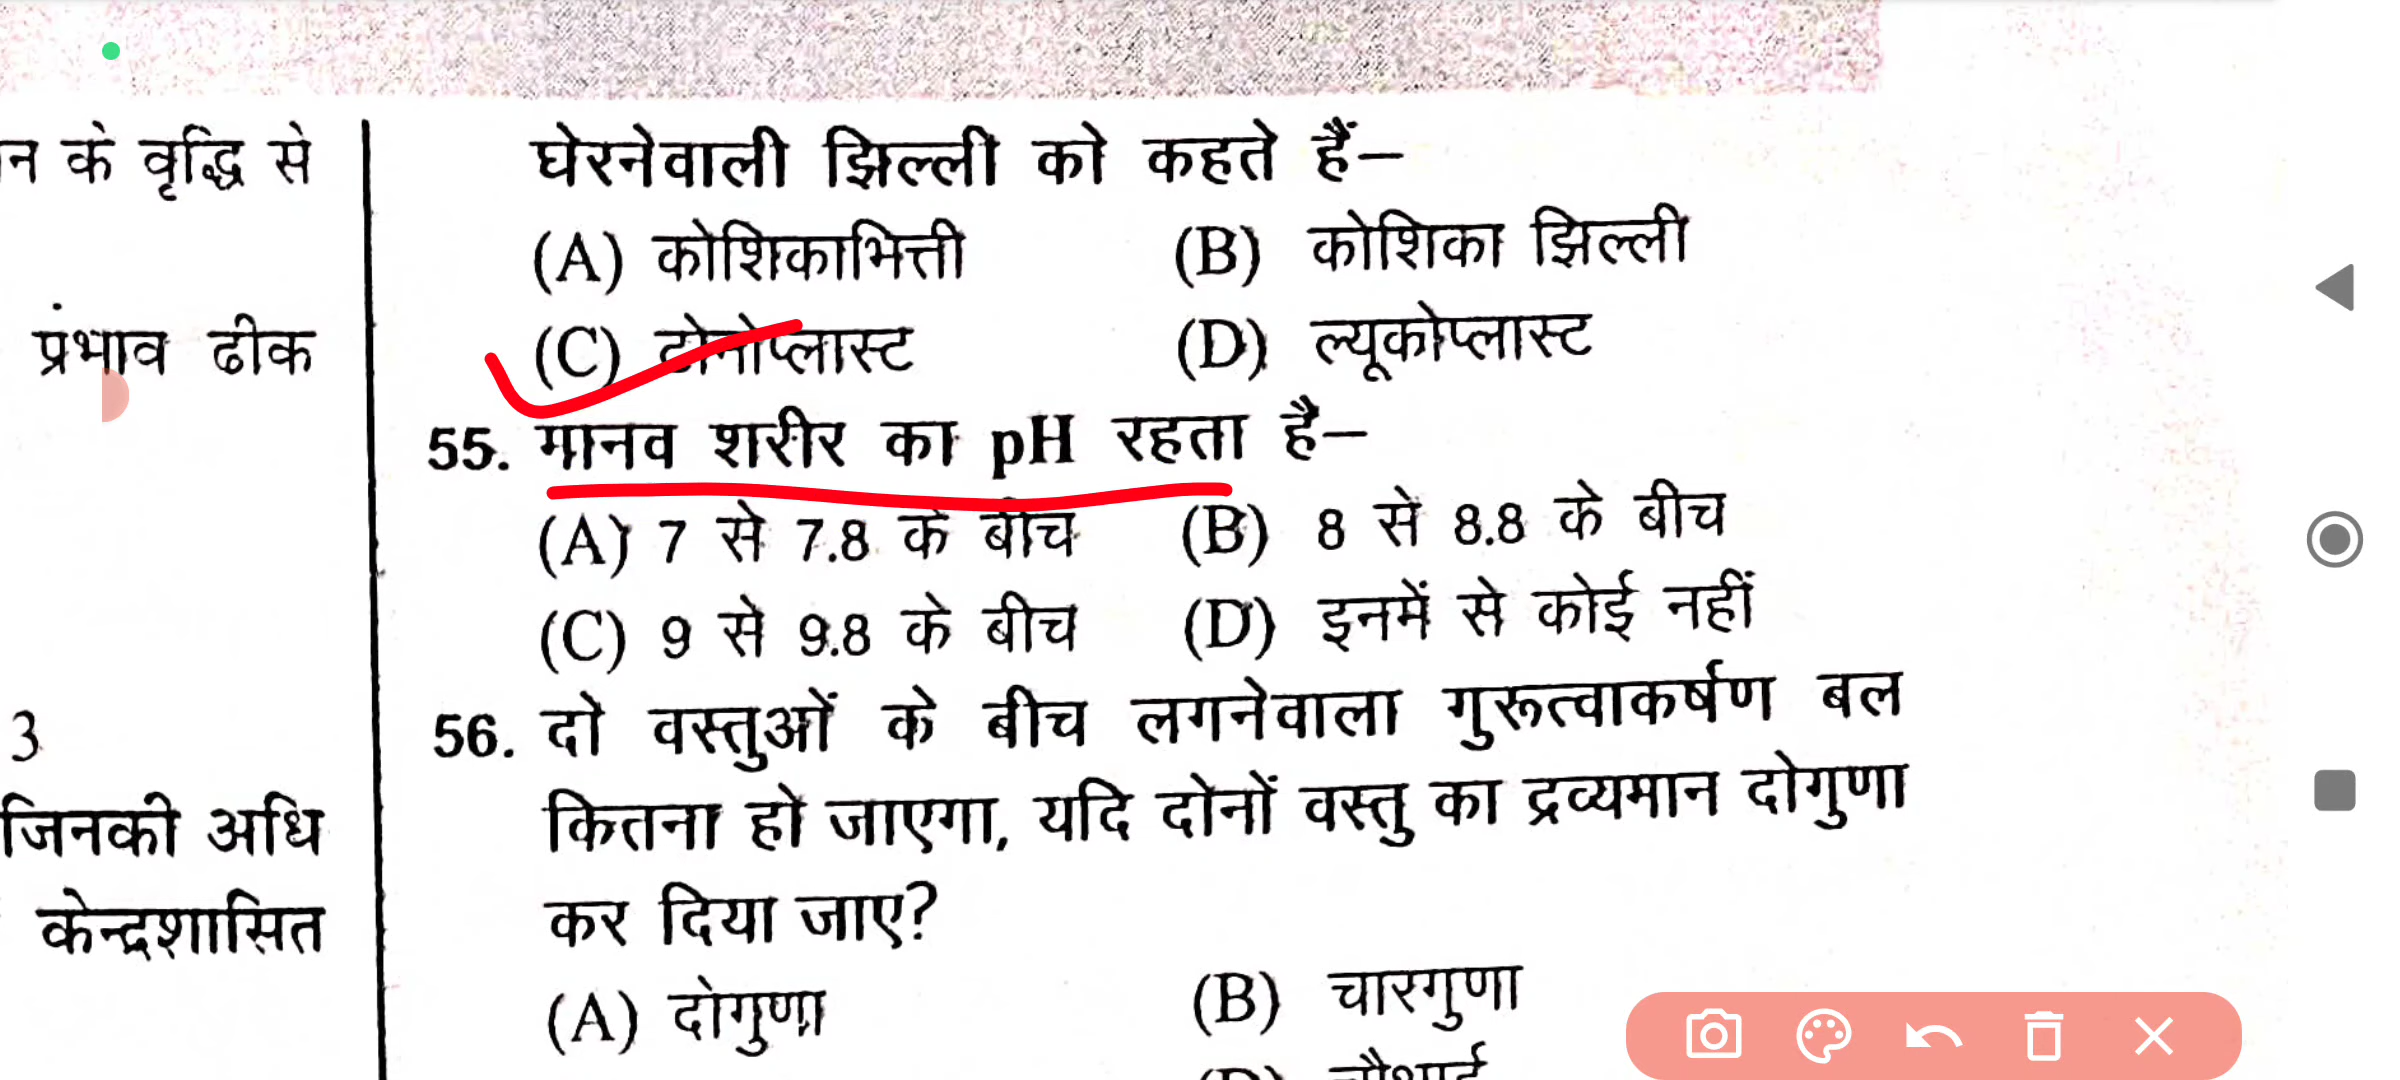 न के वृद्धि से
प्रंभाव ढीक
3
जिनकी अधि
केन्द्रशासित
घेरनेवाली झिल्ली को कहते हैं–
(A) कोशिकाभित्ती (B) कोशिका झिल्ली
(C) टोनोप्लास्ट (D) ल्यूकोप्लास्ट
55. मानव शरीर का pH रहता है–
(A) 7 से 7.8 के बीच (B) 8 से 8.8 के बीच
(C) 9 से 9.8 के बीच (D) इनमें से कोई नहीं
56. दो वस्तुओं के बीच लगनेवाला गुरूत्वाकर्षण बल
कितना हो जाएगा, यदि दोनों वस्तु का द्रव्यमान दोगुणा
कर दिया जाए?
(A) दोगुणा (B) चारगुणा
(D) चौथाई